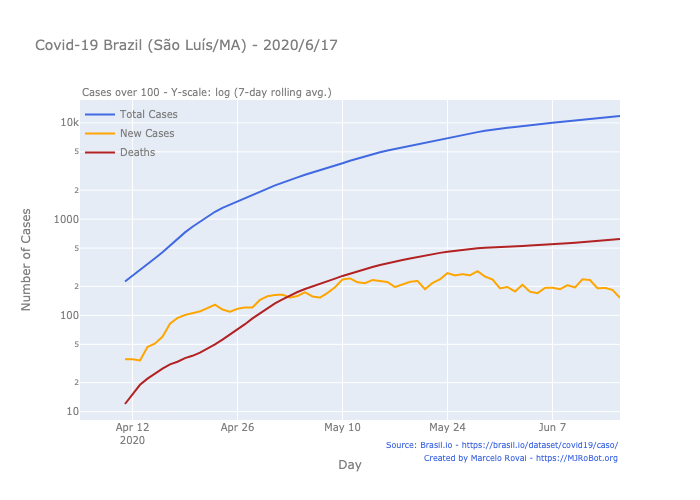 Covid-19 Brazil (São Luís/MA) - 2020/6/17
Cases over 100 - Y-scale: log (7-day rolling avg.)
Total Cases
New Cases
Deaths
10k
5
2
1000
5
2
100
5
2
10
Number of Cases
Apr 12
2020
Apr 26
May 10
May 24
Jun 7
Day
Source: Brasil.io - https://brasil.io/dataset/covid19/caso/
Created by Marcelo Rovai - https://MJRoBot.org